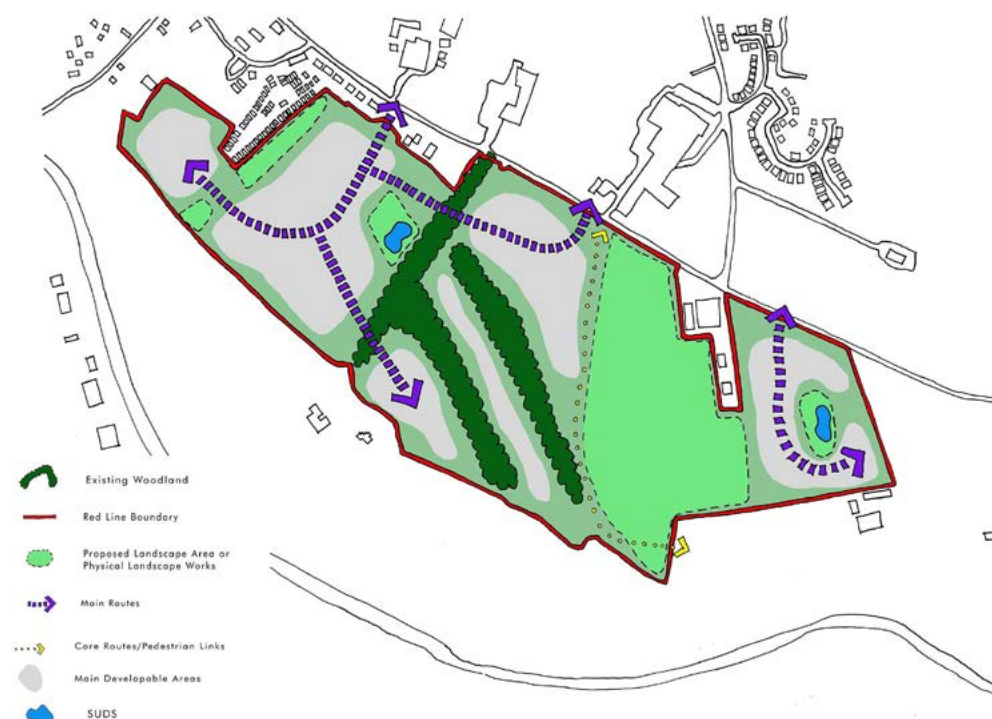 Existing Woodland
Red Line Boundary
Proposed Landscape Area or
Physical Landscape Works
Main Routes
Core Routes/Pedestrian Links
Main Developable Areas
SUDS